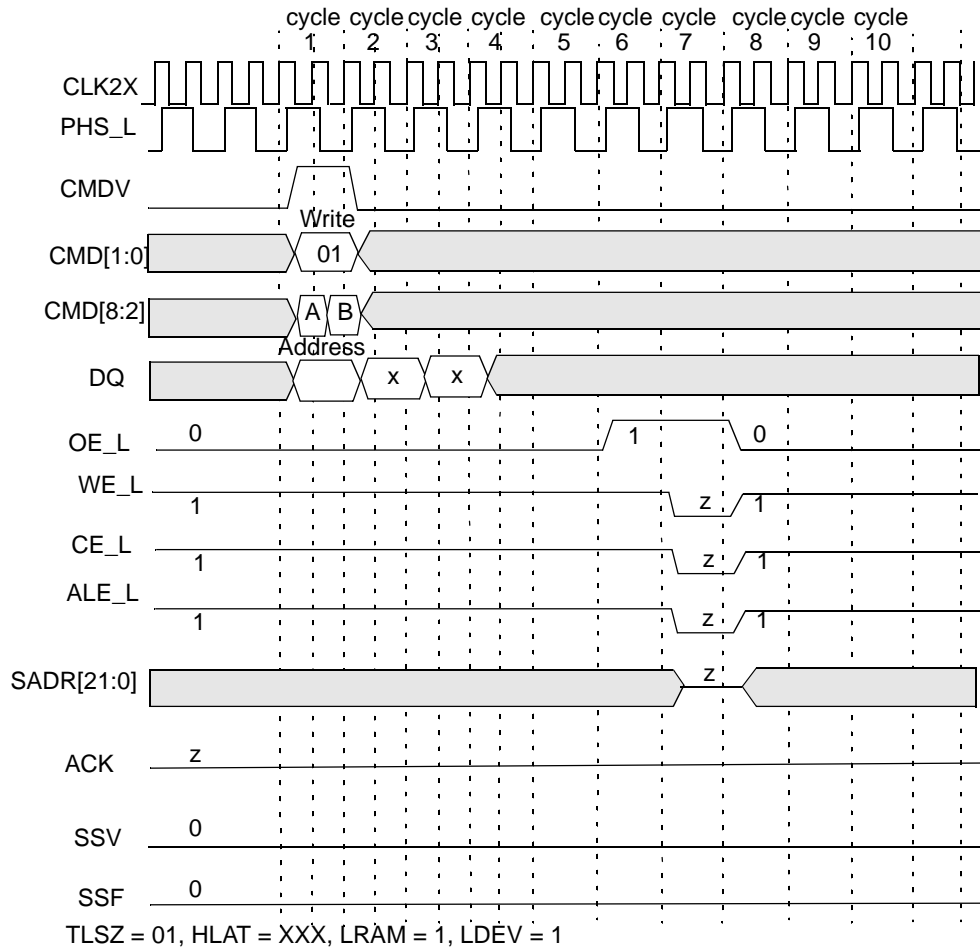 cycle cycle cycle cycle cycle cycle cycle cycle cycle cycle
1 2 3 4 5 6 7 8 9 10
CLK2X
PHS_L
CMDV
Write
CMD[1:0] 01
CMD[8:2] A B
Address
DQ x x
OE_L 0 1 0
WE_L 1 z 1
CE_L 1 z 1
ALE_L 1 z 1
SADR[21:0] z
ACK z
SSV 0
SSF 0
TLSZ = 01, HLAT = XXX, LRAM = 1, LDEV = 1